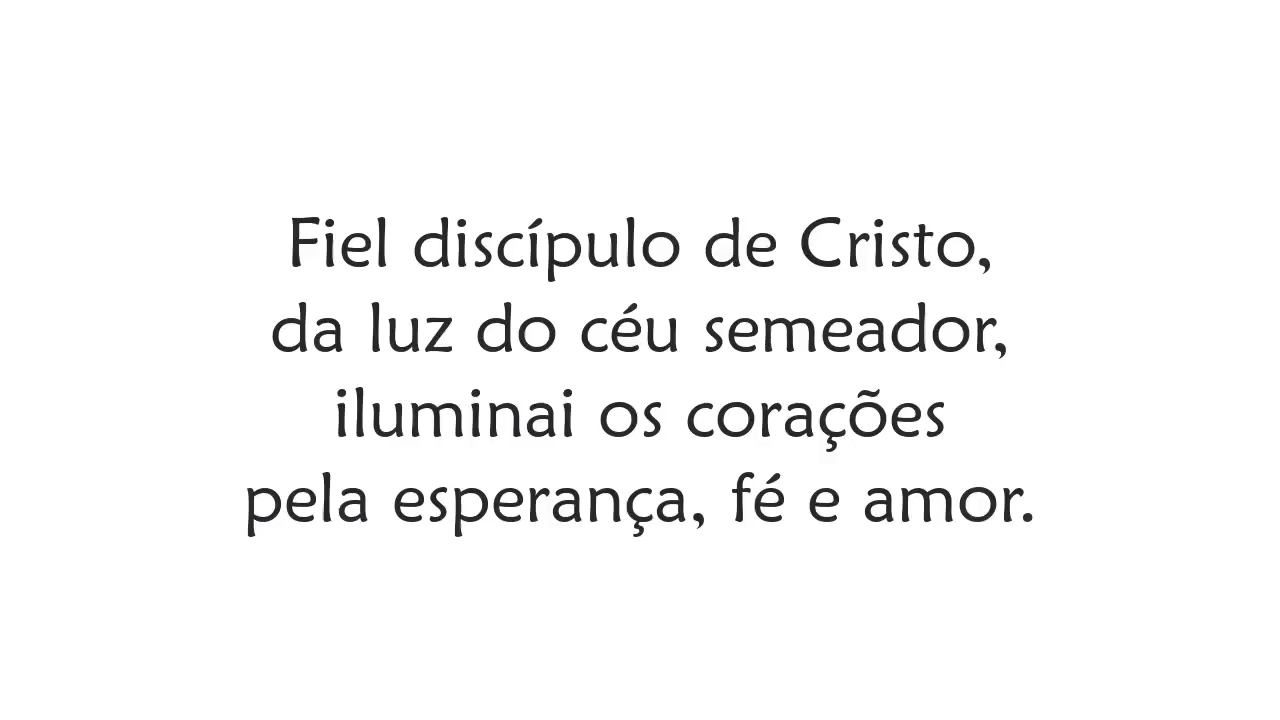 Fiel discípulo de Cristo,
da luz do céu semeador,
iluminai os corações
pela esperança, fé e amor.